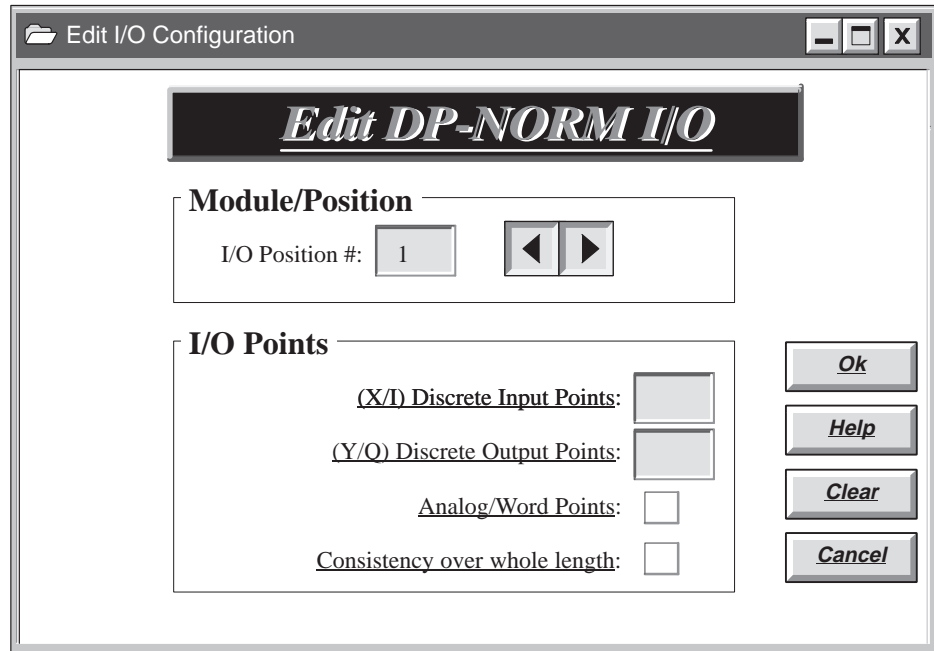 Edit I/O Configuration
X
Edit DP-NORM I/O
Module/Position
I/O Position #: 1
I/O Points
(X/I) Discrete Input Points:
(Y/Q) Discrete Output Points:
Analog/Word Points:
Consistency over whole length:
Ok
Help
Clear
Cancel